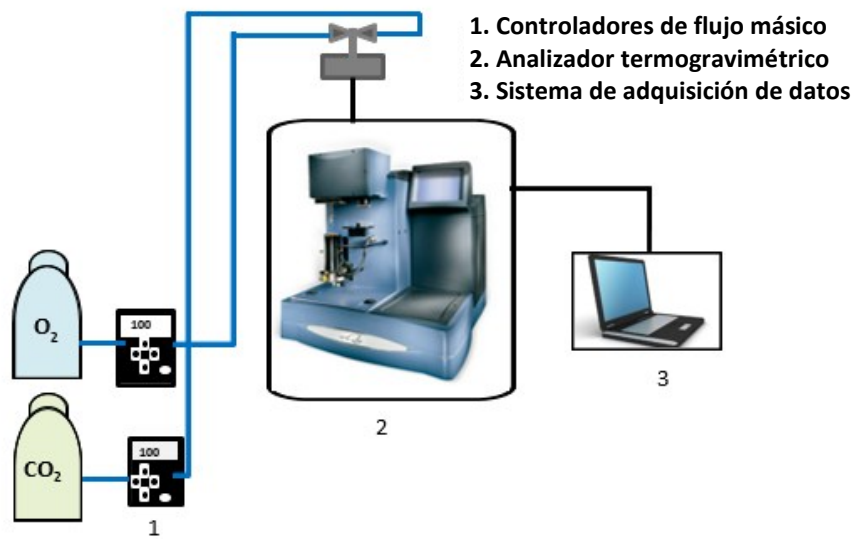 1. Controladores de flujo másico
2. Analizador termogravimétrico
3. Sistema de adquisición de datos
O₂
100
CO₂
100
1
2
3